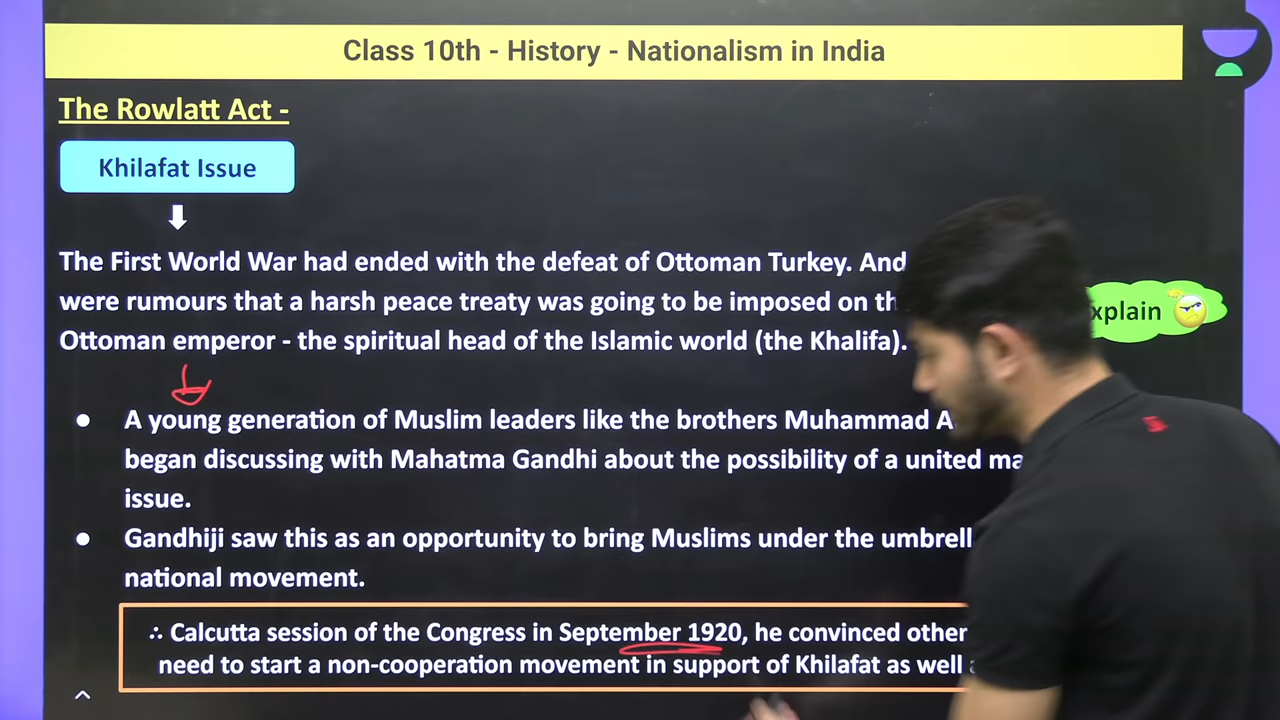 Class 10th - History - Nationalism in India
The Rowlatt Act -
Khilafat Issue
The First World War had ended with the defeat of Ottoman Turkey. And
were rumours that a harsh peace treaty was going to be imposed on
Ottoman emperor - the spiritual head of the Islamic world (the Khalifa).
xplain
● A young generation of Muslim leaders like the brothers Muhammad
began discussing with Mahatma Gandhi about the possibility of a united
issue.
● Gandhiji saw this as an opportunity to bring Muslims under the
national movement.
∴ Calcutta session of the Congress in September 1920, he convinced other
need to start a non-cooperation movement in support of Khilafat as well